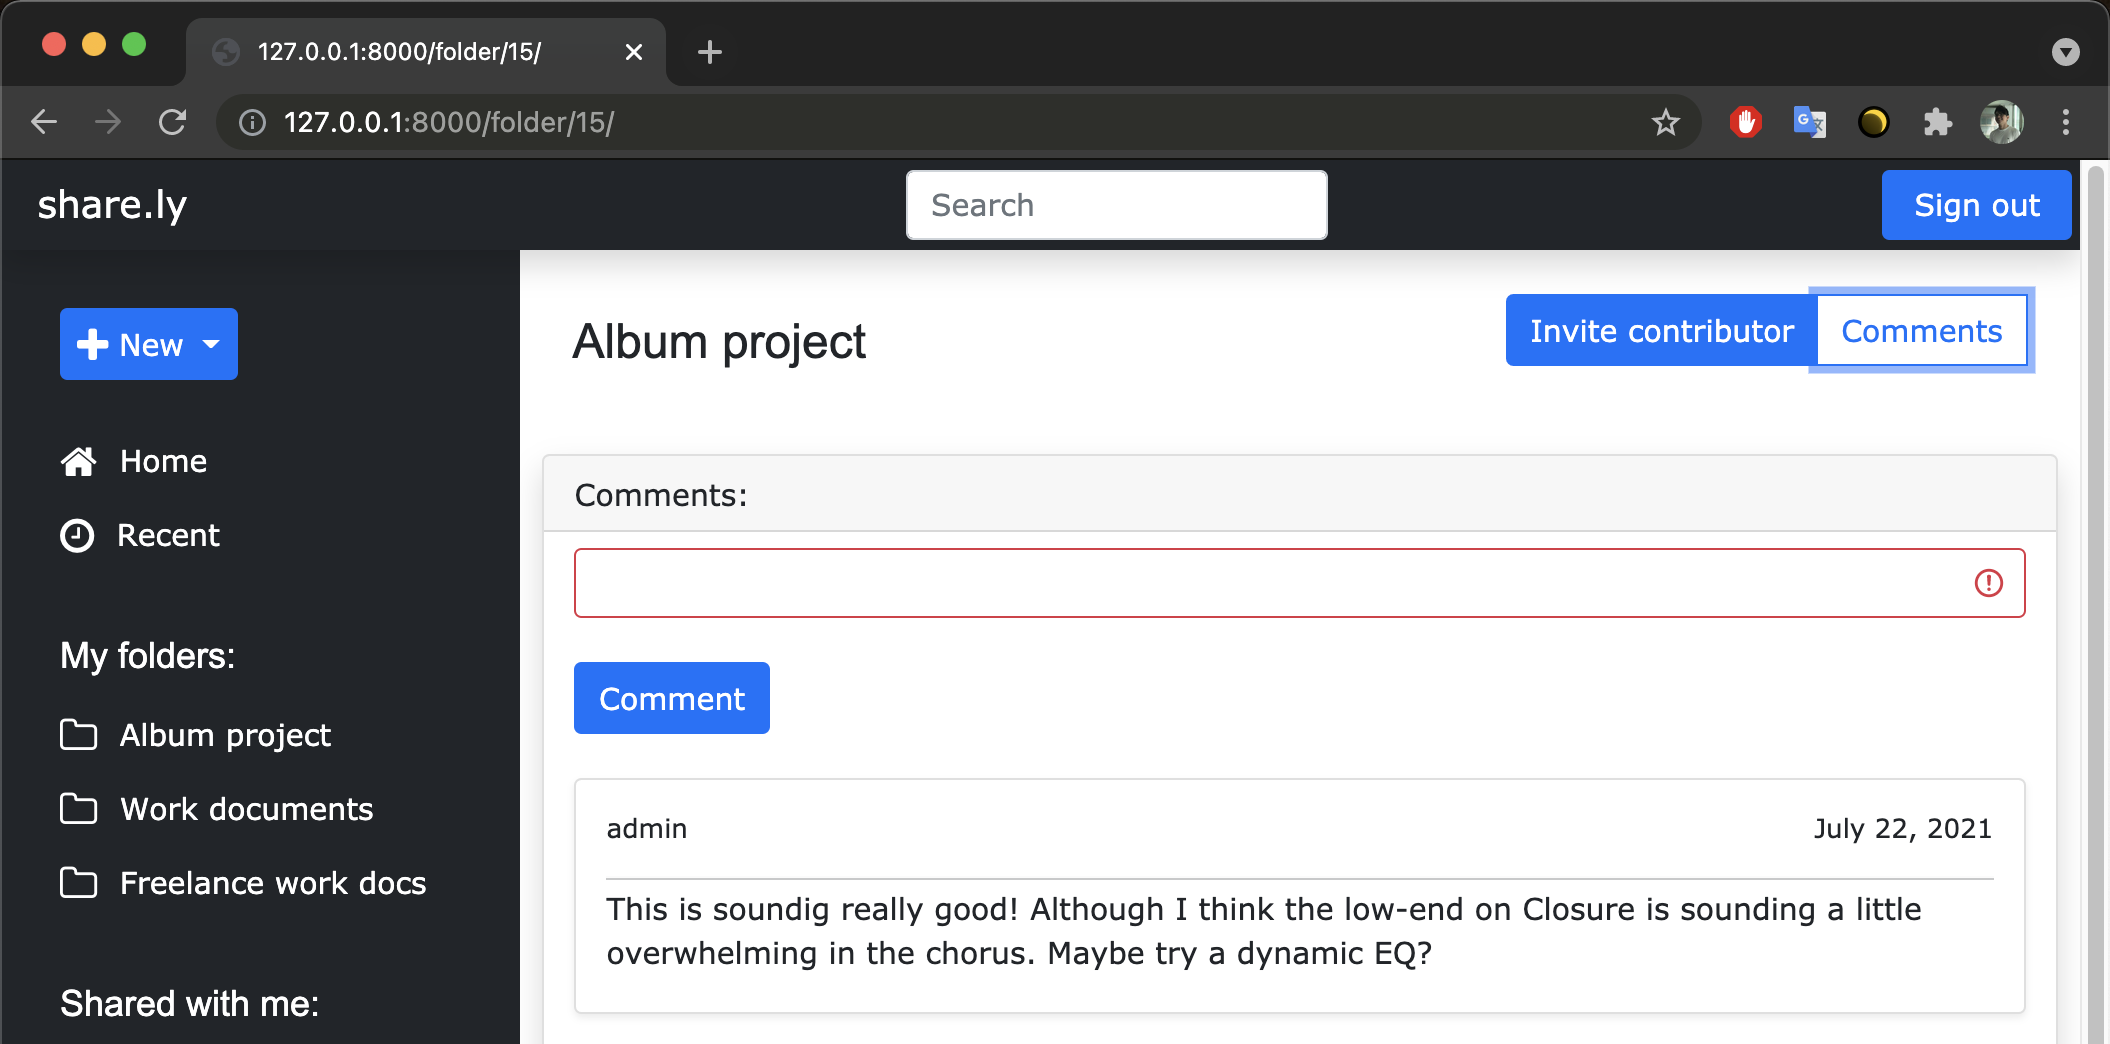 127.0.0.1:8000/folder/15/
127.0.0.1:8000/folder/15/
share.ly
Search
Sign out
New
Home
Recent
My folders:
Album project
Work documents
Freelance work docs
Shared with me:
Album project
Invite contributor
Comments
Comments:
Comment
admin
July 22, 2021
This is soundig really good! Although I think the low-end on Closure is sounding a little
overwhelming in the chorus. Maybe try a dynamic EQ?